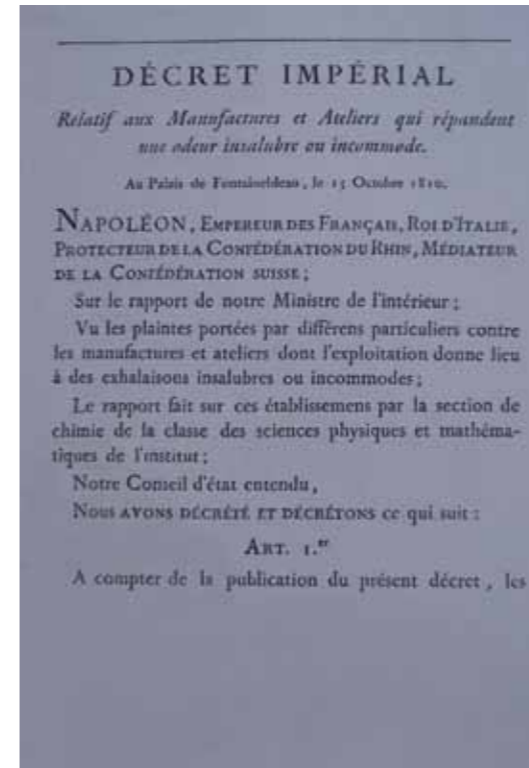 DÉCRET IMPÉRIAL
Relatif aux Manufactures et Ateliers qui répandent
une odeur insalubre ou incommode.
Au Palais de Fontainebleau, le 15 Octobre 1810.
NAPOLÉON, EMPEREUR DES FRANÇAIS, ROI D'ITALIE,
PROTECTEUR DE LA CONFÉDÉRATION DU RHIN, MÉDIATEUR
DE LA CONFÉDÉRATION SUISSE;
Sur le rapport de notre Ministre de l'intérieur;
Vu les plaintes portées par différens particuliers contre
les manufactures et ateliers dont l'exploitation donne lieu
à des exhalaisons insalubres ou incommodes;
Le rapport fait sur ces établissemens par la section de
chimie de la classe des sciences physiques et mathéma-
tiques de l'institut;
Notre Conseil d'état entendu,
NOUS AVONS DÉCRÉTÉ ET DÉCRÉTONS ce qui suit:
ART. 1.er
A compter de la publication du présent décret, les